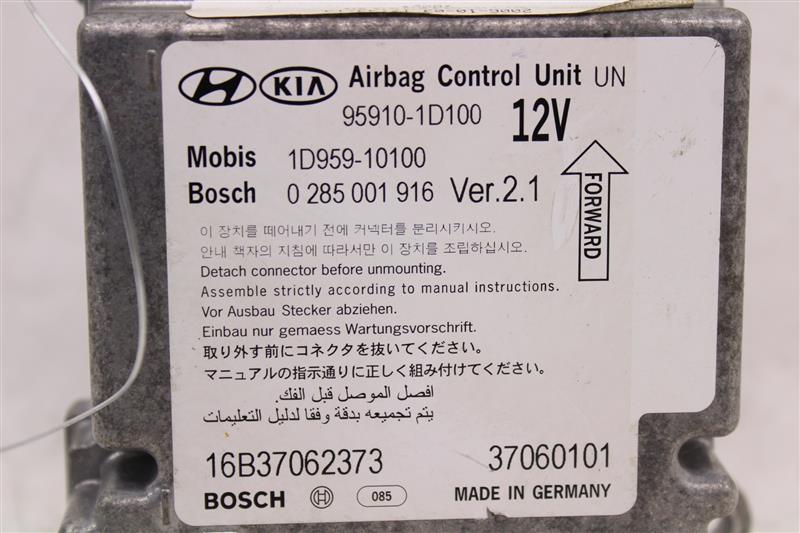 HYUNDAI KIA Airbag Control Unit UN
95910-1D100 12V
Mobis 1D959-10100
Bosch 0 285 001 916 Ver.2.1
FORWARD
이 장치를 떼어내기 전에 커넥터를 분리시키시오.
안내 책자의 지침에 따라서만 이 장치를 조립하십시오.
Detach connector before unmounting.
Assemble strictly according to manual instructions.
Vor Ausbau Stecker abziehen.
Einbau nur gemaess Wartungsvorschrift.
取り外す前にコネクタを抜いてください。
マニュアルの指示通りに正しく組み付けてください。
افصل الموصل قبل الفك.
يتم تجميعه بدقة وفقا لدليل التعليمات
16B37062373 37060101
BOSCH 085 MADE IN GERMANY